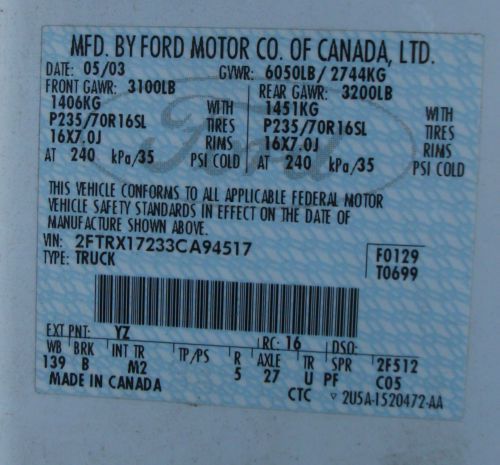 MFD. BY FORD MOTOR CO. OF CANADA, LTD.
DATE: 05/03 GVWR: 6050LB/2744KG
FRONT GAWR: 3100LB REAR GAWR: 3200LB
1406KG WITH 1451KG WITH
P235/70R16SL TIRES P235/70R16SL TIRES
16X7.0J RIMS 16X7.0J RIMS
AT 240 kPa/35 PSI COLD AT 240 kPa/35 PSI COLD
Ford
THIS VEHICLE CONFORMS TO ALL APPLICABLE FEDERAL MOTOR
VEHICLE SAFETY STANDARDS IN EFFECT ON THE DATE OF
MANUFACTURE SHOWN ABOVE.
VIN: 2FTRX17233CA94517 F0129
TYPE: TRUCK T0699
EXT PNT: YZ RC: 16 DSO:
WB BRK INT TR TP/PS R AXLE TR SPR 2F512
139 B M2 5 27 U PF C05
MADE IN CANADA CTC ▽ 2U5A-1520472-AA